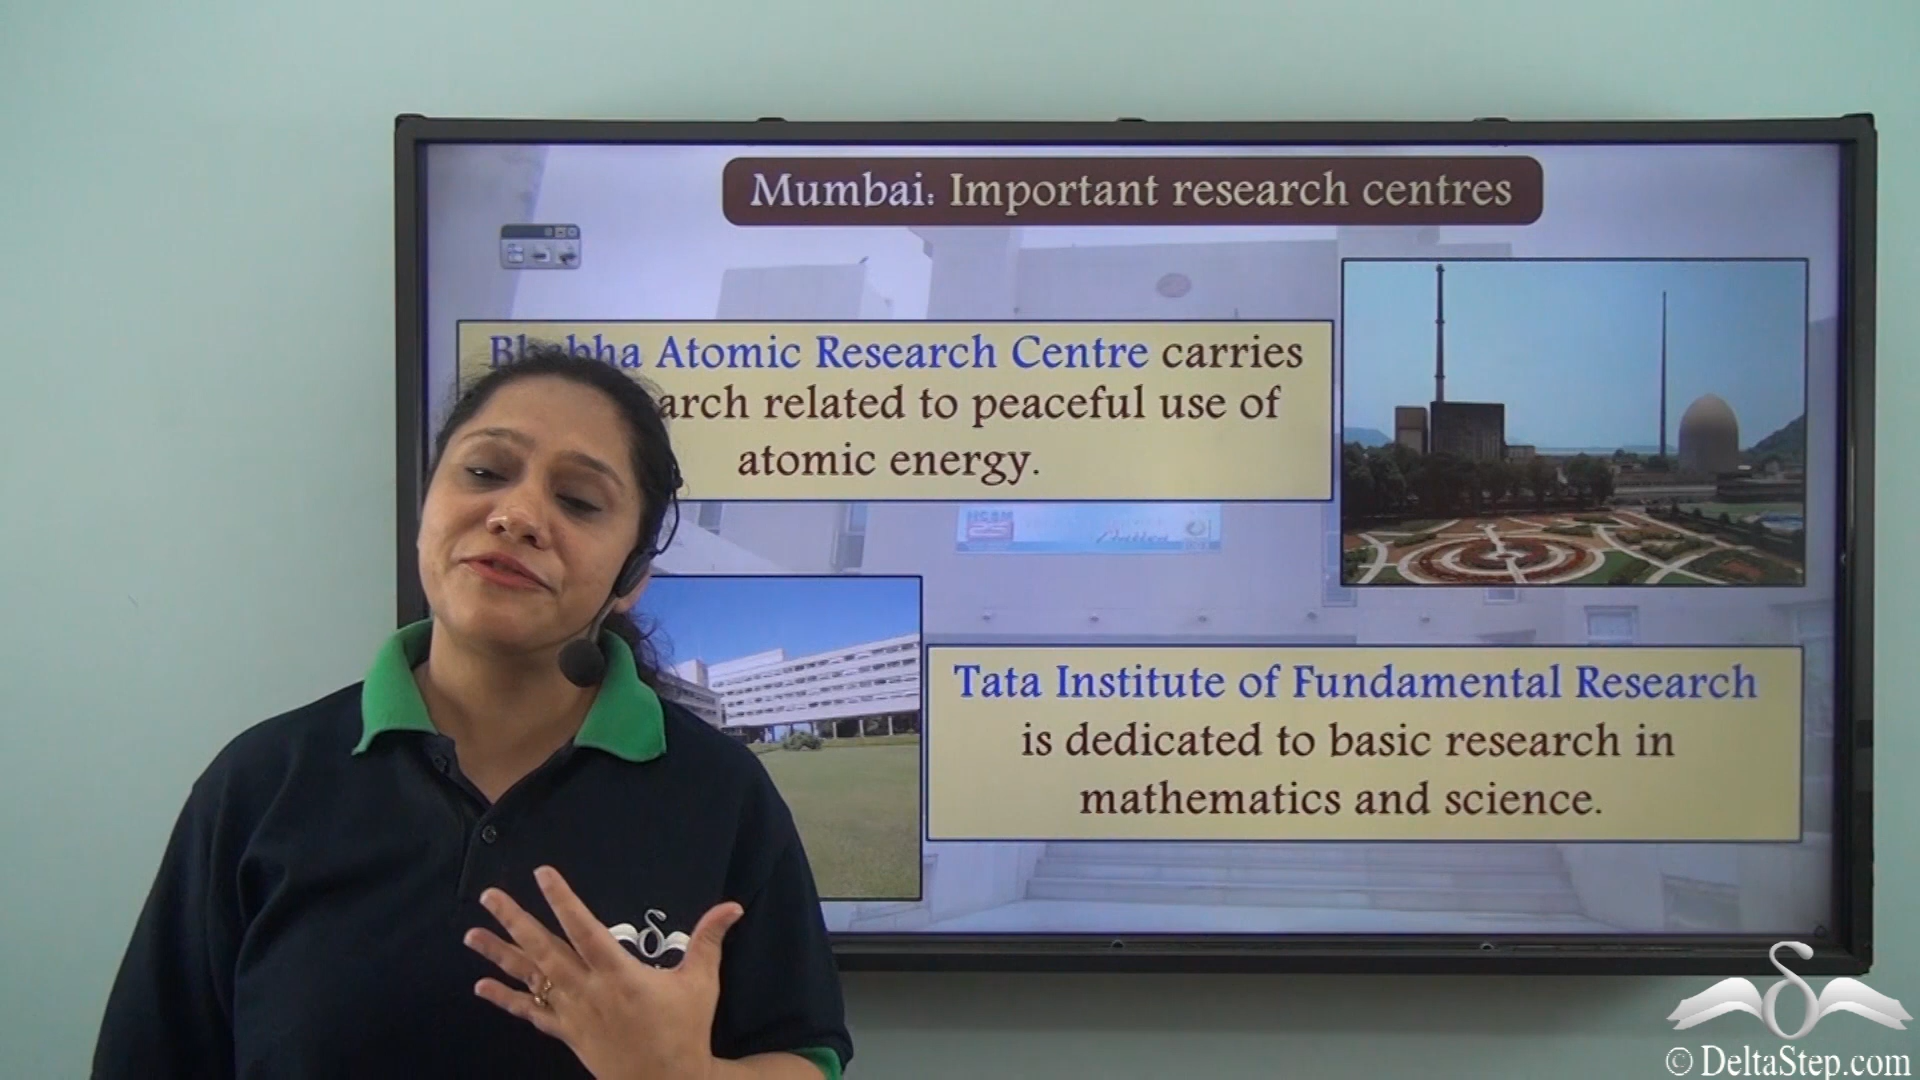 Mumbai: Important research centres
Atomic Research Centre carries
related to peaceful use of
atomic energy.
Tata Institute of Fundamental Research
is dedicated to basic research in
mathematics and science.
© DeltaStep.com